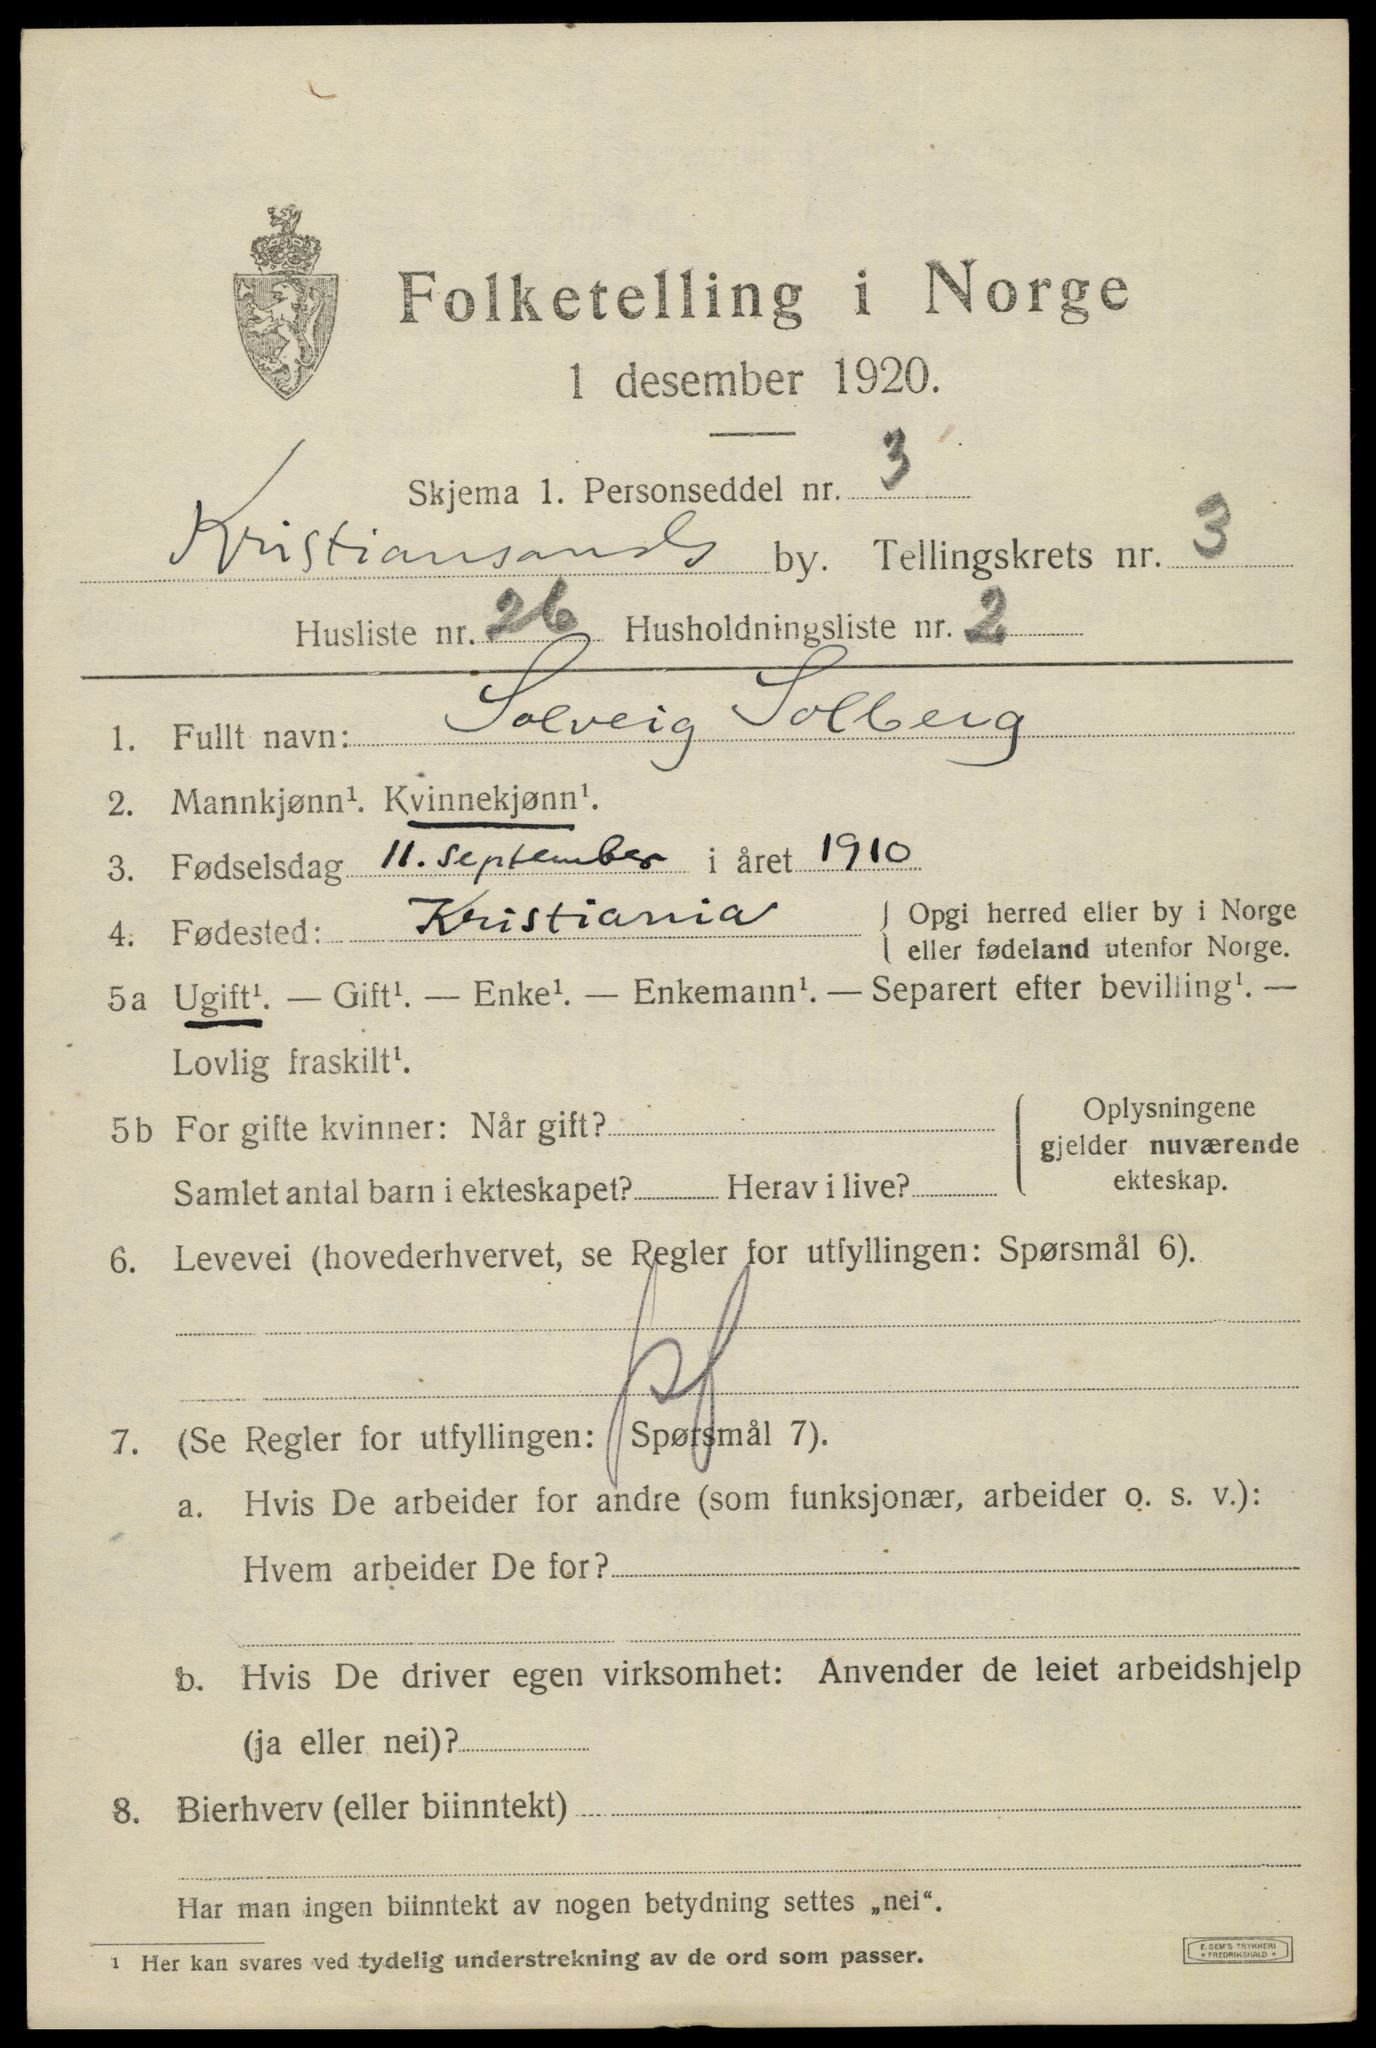 Folketelling i Norge
1 desember 1920.
Skjema 1. Personseddel nr. 3
Kristiansands by. Tellingskrets nr. 3
Husliste nr. 26 Husholdningsliste nr. 2
1. Fullt navn: Solveig Solberg
2. Mannkjønn¹. Kvinnekjønn¹.
3. Fødselsdag 11. september i året 1910
4. Fødested: Kristiania Opgi herred eller by i Norge
eller fødeland utenfor Norge.
5a Ugift¹. — Gift¹. — Enke¹. — Enkemann¹. — Separert efter bevilling¹. —
Lovlig fraskilt¹.
5b For gifte kvinner: Når gift?
Samlet antal barn i ekteskapet? Herav i live?
Oplysningene
gjelder nuværende
ekteskap.
6. Levevei (hovederhvervet, se Regler for utfyllingen: Spørsmål 6).
7. (Se Regler for utfyllingen: Spørsmål 7).
a. Hvis De arbeider for andre (som funksjonær, arbeider o. s. v.):
Hvem arbeider De for?
b. Hvis De driver egen virksomhet: Anvender de leiet arbeidshjelp
(ja eller nei)?
8. Bierhverv (eller biinntekt)
Har man ingen biinntekt av nogen betydning settes „nei“.
¹ Her kan svares ved tydelig understrekning av de ord som passer.
E. SEM'S TRYKKERI
* FREDRIKSHALD *